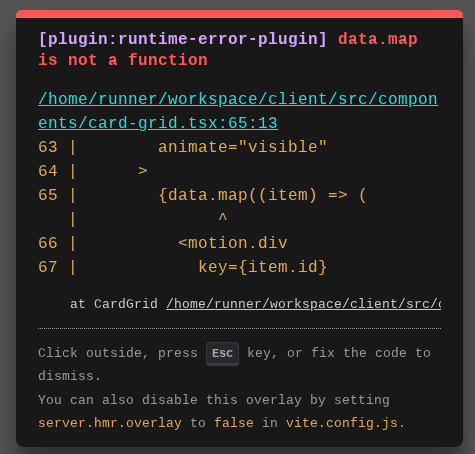 [plugin:runtime-error-plugin] data.map
is not a function
/home/runner/workspace/client/src/compon
ents/card-grid.tsx:65:13
63 |        animate="visible"
64 |      >
65 |        {data.map((item) => (
   |              ^
66 |          <motion.div
67 |            key={item.id}
at CardGrid /home/runner/workspace/client/src/
Click outside, press Esc key, or fix the code to
dismiss.
You can also disable this overlay by setting
server.hmr.overlay to false in vite.config.js.